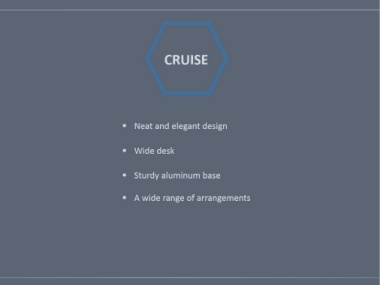 CRUISE
▪ Neat and elegant design
▪ Wide desk
▪ Sturdy aluminum base
▪ A wide range of arrangements